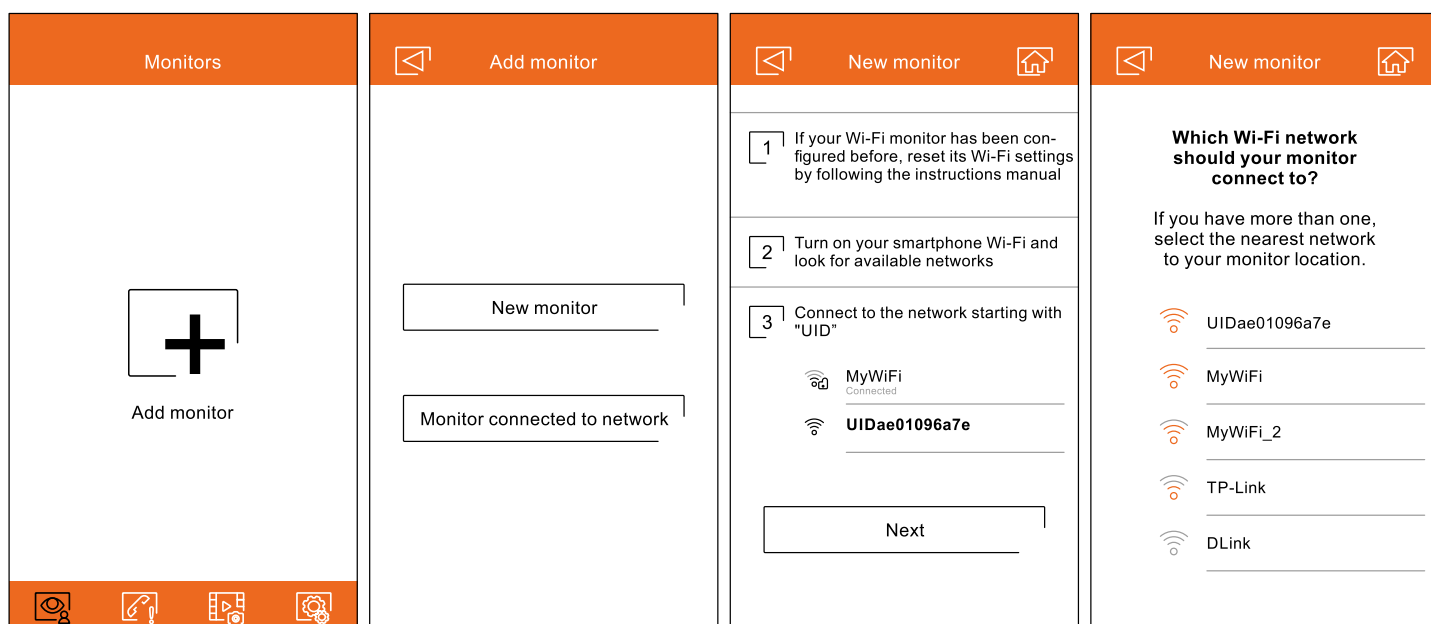 Monitors
Add monitor
Add monitor
New monitor
Monitor connected to network
New monitor
1
If your Wi-Fi monitor has been con-
figured before, reset its Wi-Fi settings
by following the instructions manual
2
Turn on your smartphone Wi-Fi and
look for available networks
3
Connect to the network starting with
"UID”
MyWiFi
Connected
UIDae01096a7e
Next
New monitor
Which Wi-Fi network
should your monitor
connect to?
If you have more than one,
select the nearest network
to your monitor location.
UIDae01096a7e
MyWiFi
MyWiFi_2
TP-Link
DLink